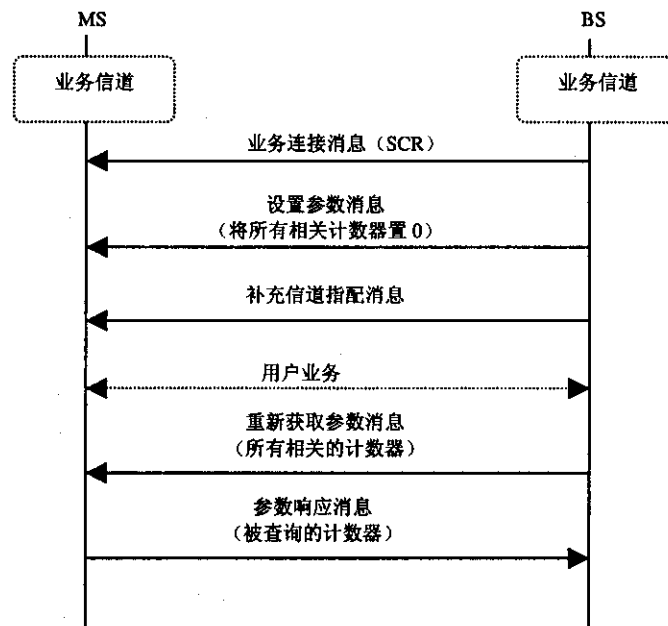 MS
BS
业务信道
业务信道
业务连接消息（SCR）
设置参数消息
（将所有相关计数器置 0）
补充信道指配消息
用户业务
重新获取参数消息
（所有相关的计数器）
参数响应消息
（被查询的计数器）